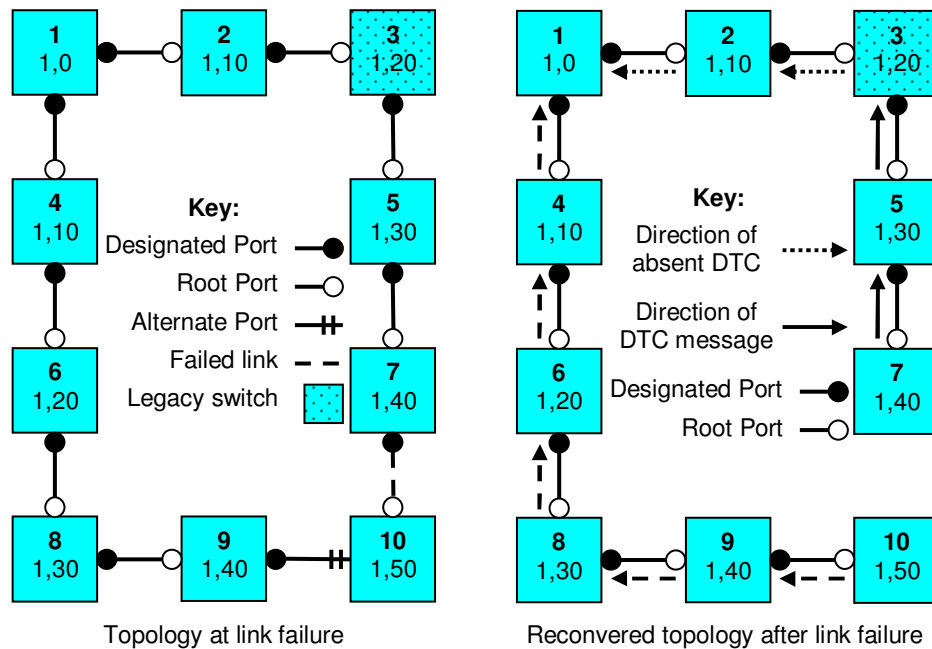 1
1,0
2
1,10
3
1,20
4
1,10
Key:
Designated Port
Root Port
Alternate Port
Failed link
Legacy switch
5
1,30
6
1,20
7
1,40
8
1,30
9
1,40
10
1,50
Topology at link failure
1
1,0
2
1,10
3
1,20
4
1,10
Key:
Direction of
absent DTC
Direction of
DTC message
Designated Port
Root Port
5
1,30
6
1,20
7
1,40
8
1,30
9
1,40
10
1,50
Reconvered topology after link failure